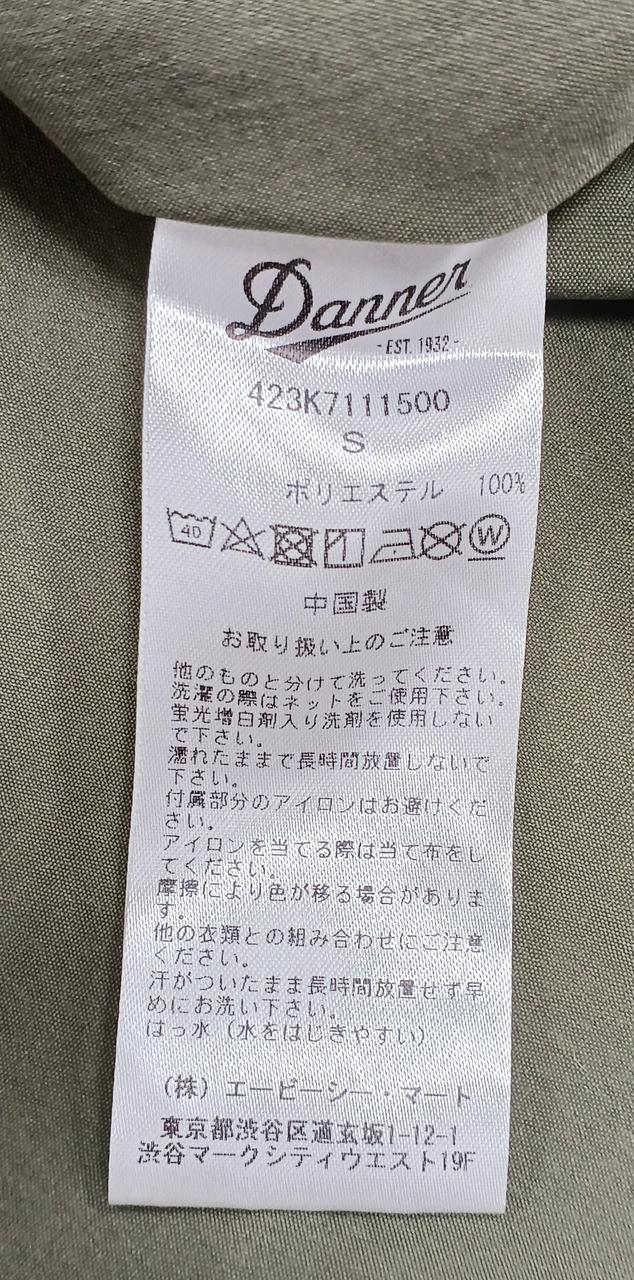 Danner
-EST. 1932-
423K7111500
S
ポリエステル 100%
40 W
中国製
お取り扱い上のご注意
他のものと分けて洗ってください。
洗濯の際はネットをご使用下さい。
蛍光増白剤入り洗剤を使用しない
で下さい。
濡れたままで長時間放置しないで
下さい。
付属部分のアイロンはお避けくだ
さい。
アイロンを当てる際は当て布をし
てください。
摩擦により色が移る場合がありま
す。
他の衣類との組み合わせにご注意
ください。
汗がついたまま長時間放置せず早
めにお洗い下さい。
はっ水（水をはじきやすい）
（株）エービーシー・マート
東京都渋谷区道玄坂1-12-1
渋谷マークシティウエスト19F